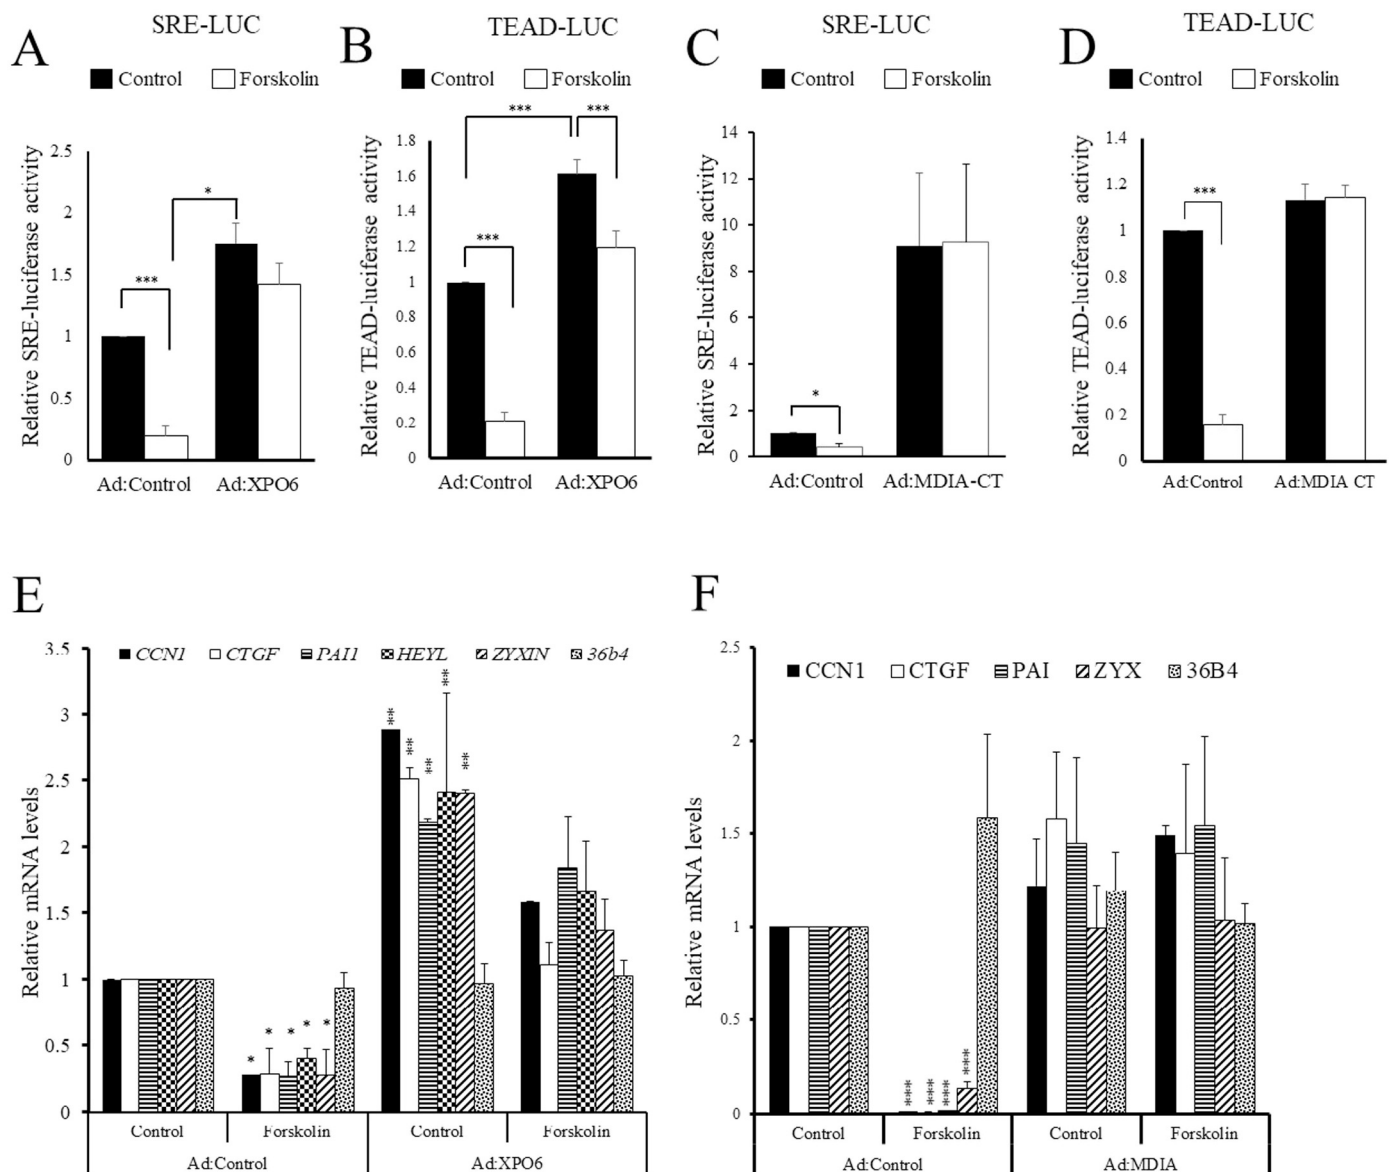 A
SRE-LUC
Control Forskolin
Relative SRE-luciferase activity
2.5
2
1.5
1
0.5
0
***
*
Ad:Control Ad:XPO6
B
TEAD-LUC
Control Forskolin
Relative TEAD-luciferase activity
1.8
1.6
1.4
1.2
1
0.8
0.6
0.4
0.2
0
***
***
***
Ad:Control Ad:XPO6
C
SRE-LUC
Control Forskolin
Relative SRE-luciferase activity
14
12
10
8
6
4
2
0
*
Ad:Control Ad:MDIA-CT
D
TEAD-LUC
Control Forskolin
Relative TEAD-luciferase activity
1.4
1.2
1
0.8
0.6
0.4
0.2
0
***
Ad:Control Ad:MDIA CT
E
CCN1 CTGF PAI1 HEYL ZYXIN 36b4
Relative mRNA levels
3.5
3
2.5
2
1.5
1
0.5
0
* * * * *
*** *** ** *** **
Control Forskolin Control Forskolin
Ad:Control Ad:XPO6
F
CCN1 CTGF PAI ZYX 36B4
Relative mRNA levels
2.5
2
1.5
1
0.5
0
*** *** *** ***
Control Forskolin Control Forskolin
Ad:Control Ad:MDIA